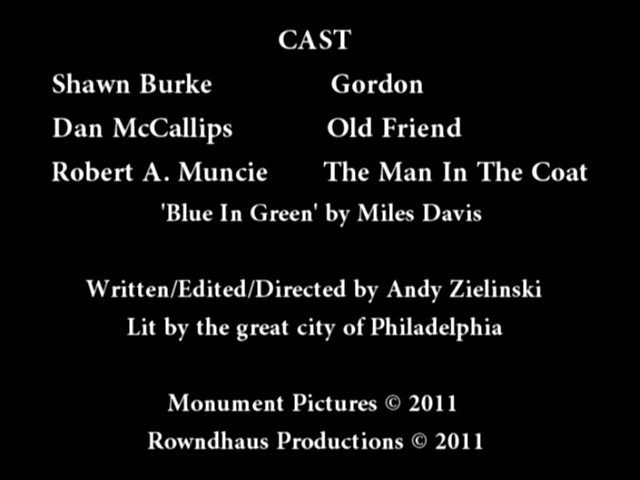 CAST
Shawn Burke Gordon
Dan McCallips Old Friend
Robert A. Muncie The Man In The Coat
'Blue In Green' by Miles Davis
Written/Edited/Directed by Andy Zielinski
Lit by the great city of Philadelphia
Monument Pictures © 2011
Rowndhaus Productions © 2011